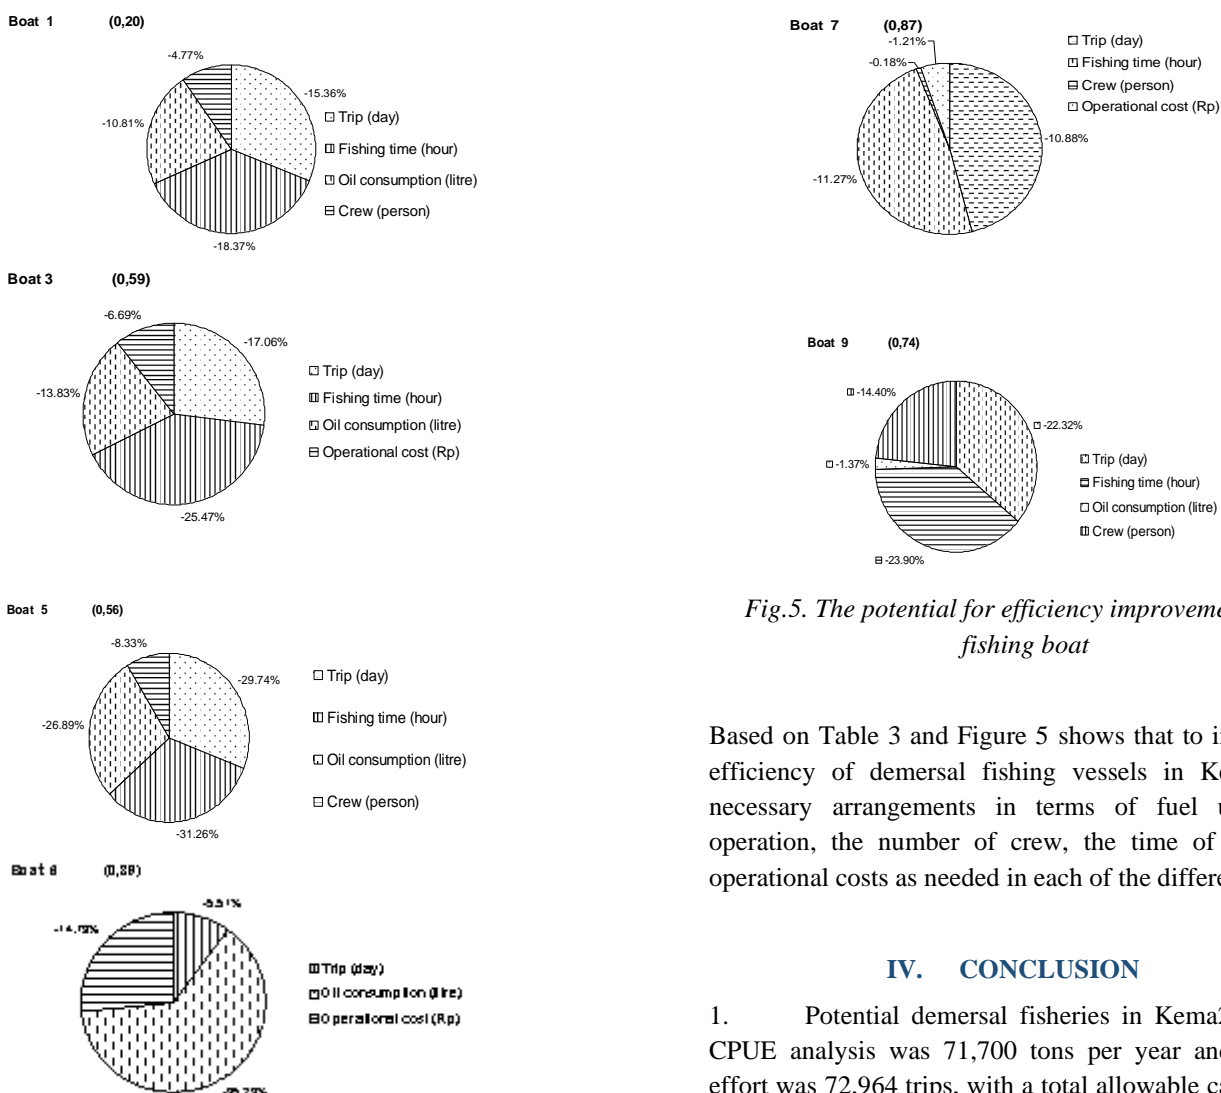 Boat 1 (0,20)
-4.77%
-15.36%
-10.81%
-18.37%
Trip (day)
Fishing time (hour)
Oil consumption (litre)
Crew (person)
Boat 3 (0,59)
-6.69%
-17.06%
-13.83%
-25.47%
Trip (day)
Fishing time (hour)
Oil consumption (litre)
Operational cost (Rp)
Boat 5 (0,56)
-8.33%
-29.74%
-26.89%
-31.26%
Trip (day)
Fishing time (hour)
Oil consumption (litre)
Crew (person)
Boat
Trip (day)
Oil consumption (litre)
Operational cost (Rp)
Boat 7 (0,87)
-1.21%
-0.18%
-10.88%
-11.27%
Trip (day)
Fishing time (hour)
Crew (person)
Operational cost (Rp)
Boat 9 (0,74)
-14.40%
-22.32%
-1.37%
-23.90%
Trip (day)
Fishing time (hour)
Oil consumption (litre)
Crew (person)
Fig.5. The potential for efficiency improveme
fishing boat
Based on Table 3 and Figure 5 shows that to i
efficiency of demersal fishing vessels in K
necessary arrangements in terms of fuel u
operation, the number of crew, the time of
operational costs as needed in each of the differe
IV. CONCLUSION
1. Potential demersal fisheries in Kema2
CPUE analysis was 71,700 tons per year an
effort was 72,964 trips, with a total allowable ca